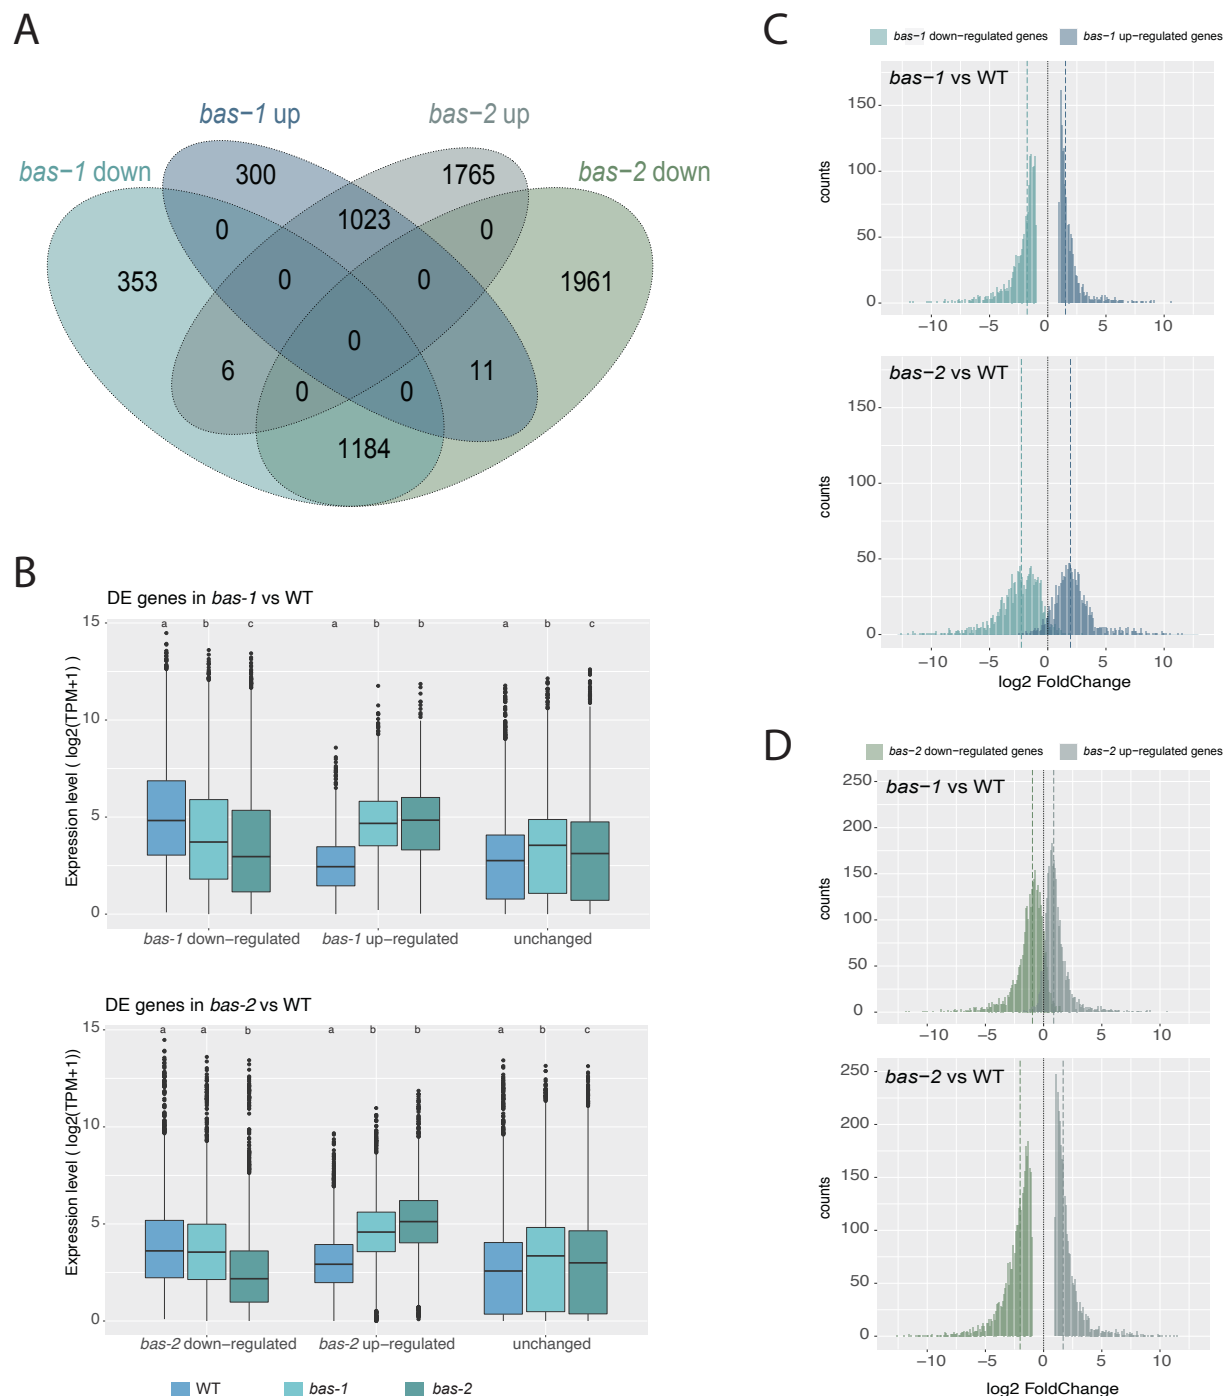 A
bas−1 up
bas−2 up
bas−1 down
bas−2 down
300
1765
0
1023
0
353
0
0
1961
0
6
11
0
0
1184
B
DE genes in bas-1 vs WT
Expression level ( log2(TPM+1) )
15
10
5
0
a b c
a b b
a b c
bas-1 down−regulated
bas-1 up−regulated
unchanged
DE genes in bas-2 vs WT
Expression level ( log2(TPM+1))
15
10
5
0
a a b
a b b
a b c
bas-2 down−regulated
bas-2 up−regulated
unchanged
WT
bas-1
bas-2
C
bas−1 down−regulated genes
bas−1 up−regulated genes
bas−1 vs WT
counts
150
100
50
0
−10 −5 0 5 10
bas−2 vs WT
counts
150
100
50
0
−10 −5 0 5 10
log2 FoldChange
D
bas−2 down−regulated genes
bas−2 up−regulated genes
bas−1 vs WT
counts
250
200
150
100
50
0
−10 −5 0 5 10
bas−2 vs WT
counts
250
200
150
100
50
0
−10 −5 0 5 10
log2 FoldChange